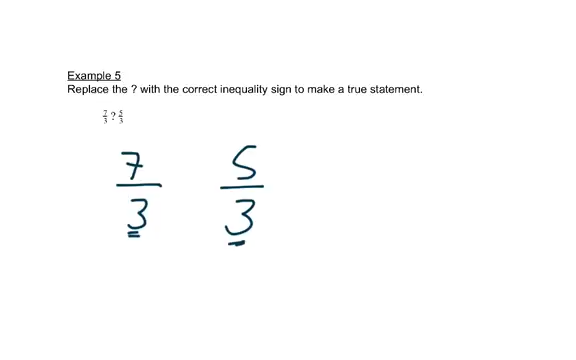 Example 5
Replace the ? with the correct inequality sign to make a true statement.
7/3 ? 5/3
7/3 5/3